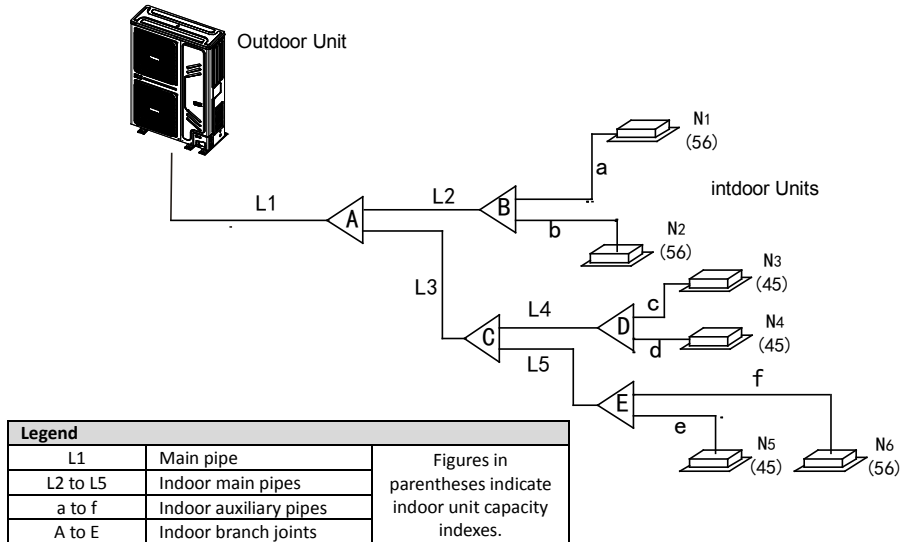 Outdoor Unit
N1
(56)
a
intdoor Units
L1
A
L2
B
b
N2
(56)
N3
(45)
c
L3
L4
D
C
N4
(45)
d
L5
f
E
e
N5
(45)
N6
(56)
Legend
L1 Main pipe
L2 to L5 Indoor main pipes
a to f Indoor auxiliary pipes
A to E Indoor branch joints
Figures in
parentheses indicate
indoor unit capacity
indexes.